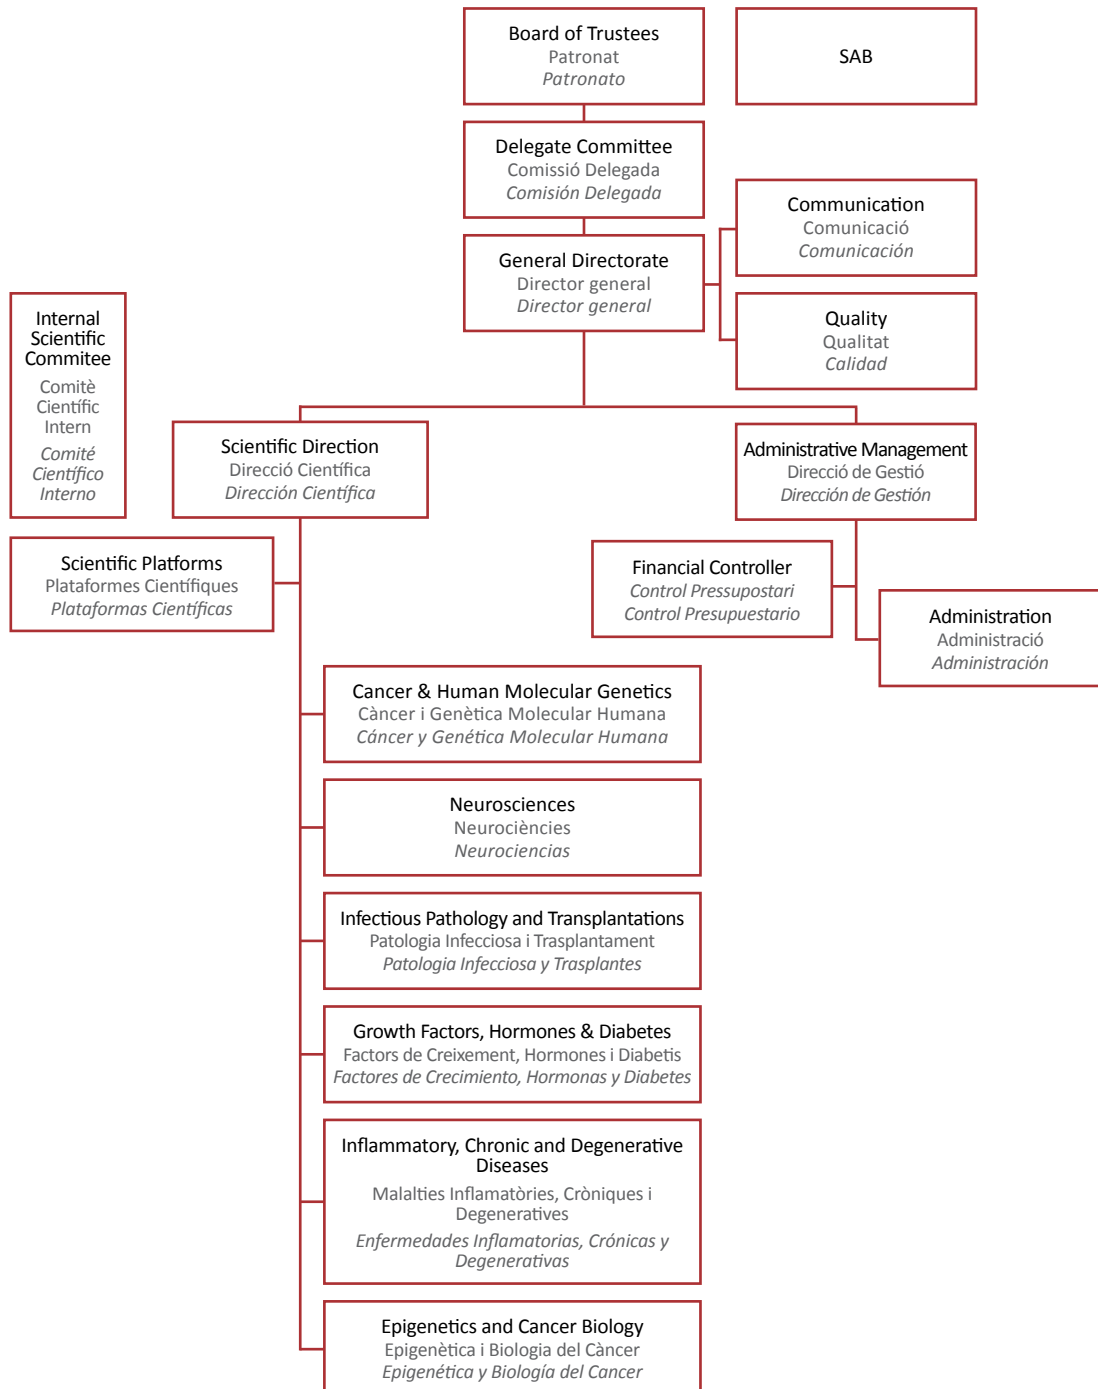 Board of Trustees
Patronat
Patronato
SAB
Delegate Committee
Comissió Delegada
Comisión Delegada
Communication
Comunicació
Comunicación
General Directorate
Director general
Director general
Quality
Qualitat
Calidad
Internal
Scientific
Commitee
Comitè
Científic
Intern
Comité
Científico
Interno
Scientific Direction
Direcció Científica
Dirección Científica
Administrative Management
Direcció de Gestió
Dirección de Gestión
Scientific Platforms
Plataformes Científiques
Plataformas Científicas
Financial Controller
Control Pressupostari
Control Presupuestario
Administration
Administració
Administración
Cancer & Human Molecular Genetics
Càncer i Genètica Molecular Humana
Cáncer y Genética Molecular Humana
Neurosciences
Neurociències
Neurociencias
Infectious Pathology and Transplantations
Patologia Infecciosa i Trasplantament
Patologia Infecciosa y Trasplantes
Growth Factors, Hormones & Diabetes
Factors de Creixement, Hormones i Diabetis
Factores de Crecimiento, Hormonas y Diabetes
Inflammatory, Chronic and Degenerative
Diseases
Malalties Inflamatòries, Cròniques i
Degeneratives
Enfermedades Inflamatorias, Crónicas y
Degenerativas
Epigenetics and Cancer Biology
Epigenètica i Biologia del Càncer
Epigenética y Biología del Cancer